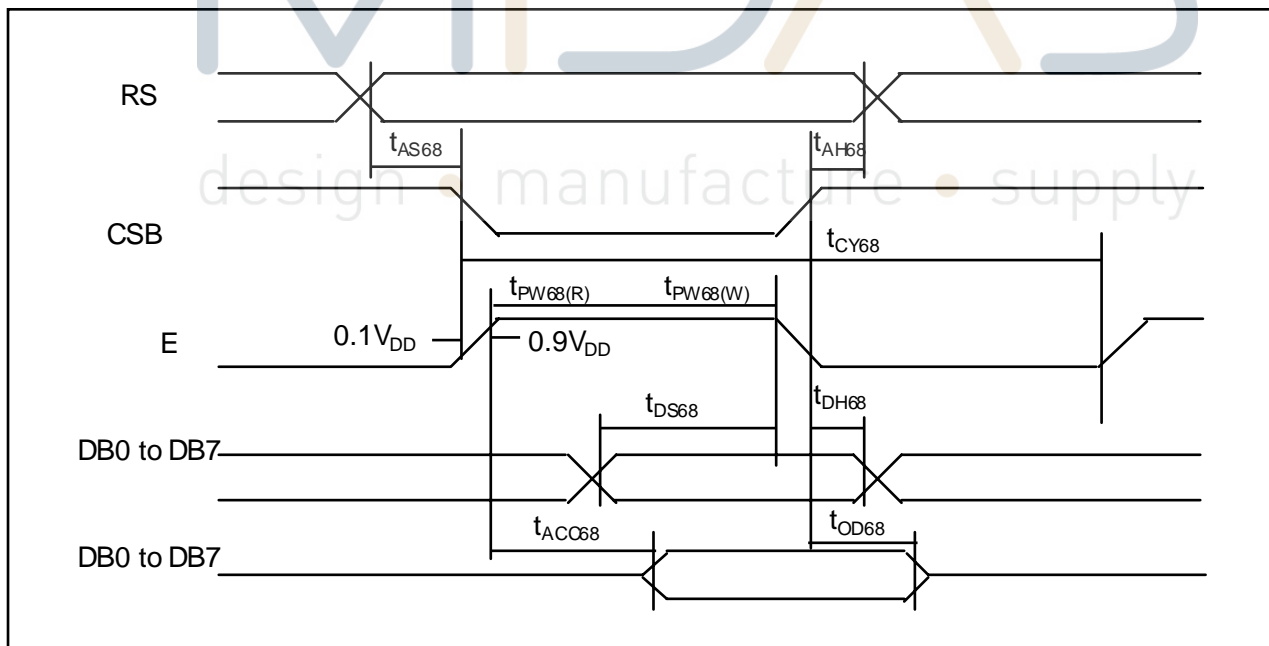 MDAS
RS
tAS68
tAH68
design • manufacture • supply
CSB
tCY68
tPW68(R) tPW68(W)
E
0.1VDD
0.9VDD
tDS68
tDH68
DB0 to DB7
tACC68
tOD68
DB0 to DB7